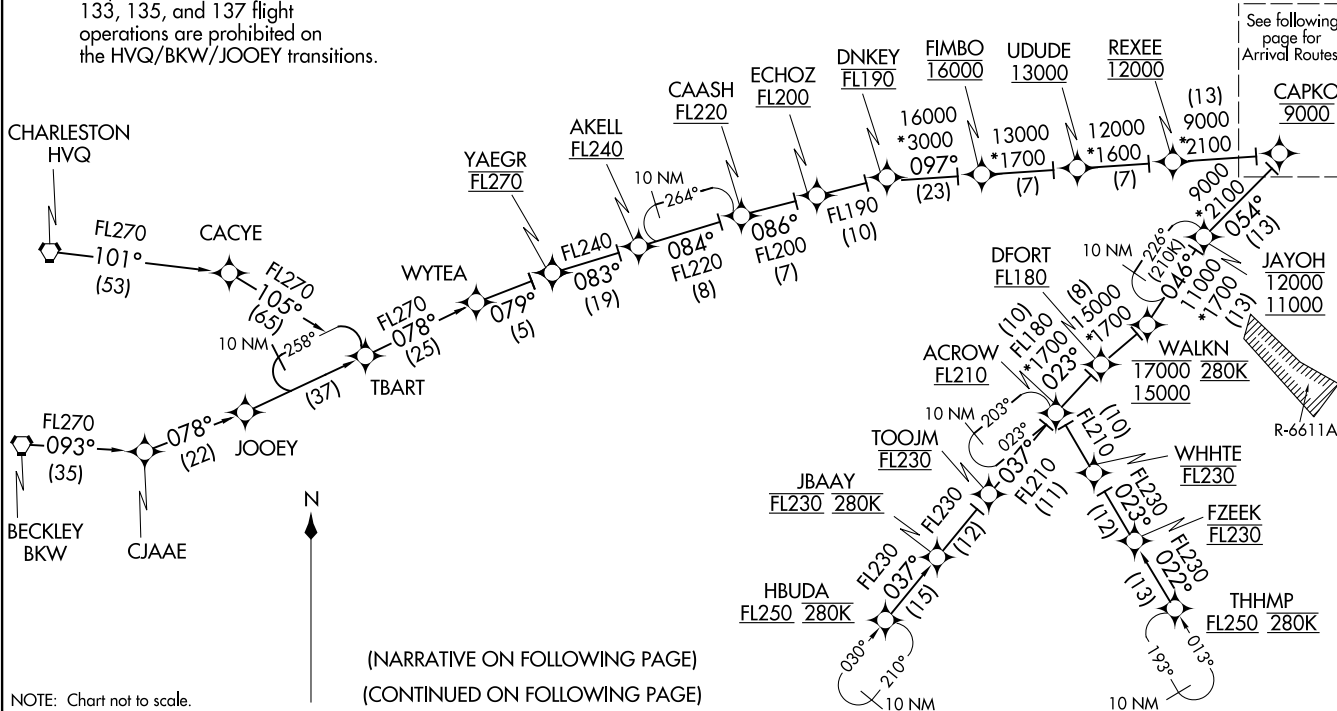 133, 135, and 137 flight
operations are prohibited on
the HVQ/BKW/JOOEY transitions.
See following
page for
Arrival Routes
CAPKO
9000
REXEE
12000
UDUDE
13000
FIMBO
16000
DNKEY
FL190
ECHOZ
FL200
CAASH
FL220
AKELL
FL240
YAEGR
FL270
CHARLESTON
HVQ
FL270
101°
(53)
CACYE
FL270
105°
(65)
10 NM
258°
TBART
(37)
FL270
078°
(25)
WYTEA
079°
(5)
FL240
083°
(19)
10 NM
264°
084°
FL220
(8)
086°
FL200
(7)
FL190
(10)
16000
*3000
097°
(23)
13000
*1700
(7)
12000
*1600
(7)
(13)
9000
*2100
9000
*2100
054°
(13)
10 NM
226°
(210K)
046°
11000
*1700
(13)
JAYOH
12000
11000
DFORT
FL180
(8)
15000
*1700
WALKN
17000 280K
15000
R-6611A
(10)
FL180
*1700
023°
ACROW
FL210
10 NM
203°
023°
TOOJM
FL230
037°
FL210
(11)
(10)
FL210
WHHTE
FL230
FL230
023°
(12)
FZEEK
FL230
FL230
022°
(13)
THHMP
FL250 280K
013°
193°
10 NM
JBAAY
FL230 280K
FL230
(12)
FL230
037°
(15)
HBUDA
FL250 280K
030°
210°
10 NM
FL270
093°
(35)
078°
(22)
JOOEY
BECKLEY
BKW
CJAAE
N
(NARRATIVE ON FOLLOWING PAGE)
(CONTINUED ON FOLLOWING PAGE)
NOTE: Chart not to scale.